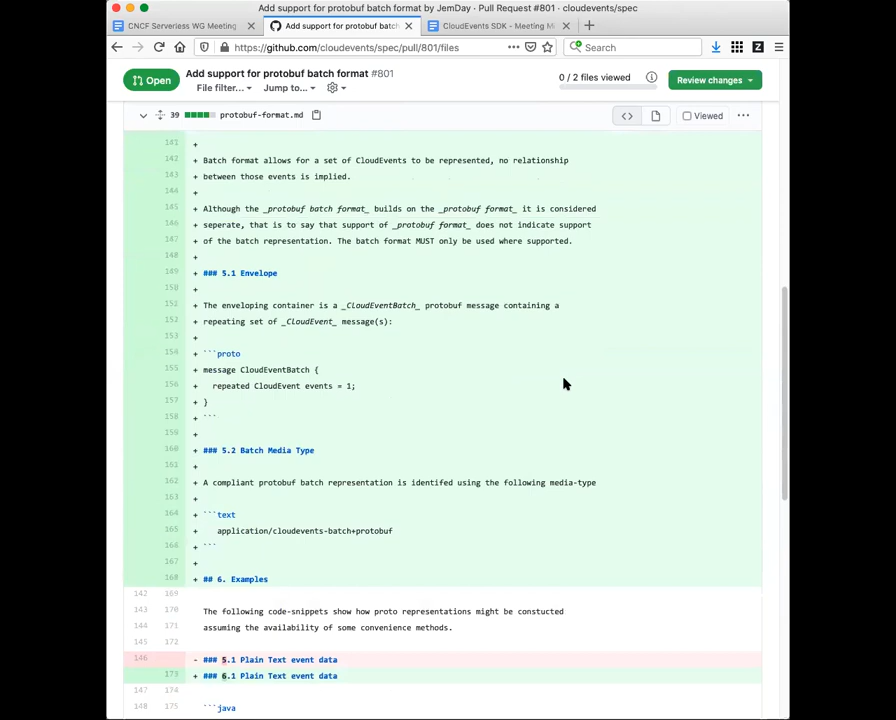 Add support for protobuf batch format by JemDay · Pull Request #801 · cloudevents/spec
CNCF Serverless WG Meeting
Add support for protobuf batch
CloudEvents SDK - Meeting M
https://github.com/cloudevents/spec/pull/801/files
Search
Open
Add support for protobuf batch format #801
File filter... Jump to...
0 / 2 files viewed
Review changes
39 protobuf-format.md
Viewed
141 +
142 + Batch format allows for a set of CloudEvents to be represented, no relationship
143 + between those events is implied.
144 +
145 + Although the _protobuf batch format_ builds on the _protobuf format_ it is considered
146 + seperate, that is to say that support of _protobuf format_ does not indicate support
147 + of the batch representation. The batch format MUST only be used where supported.
148 +
149 + ### 5.1 Envelope
150 +
152 + The enveloping container is a _CloudEventBatch_ protobuf message containing a
152 + repeating set of _CloudEvent_ message(s):
153 +
154 + ```proto
155 + message CloudEventBatch {
156 + repeated CloudEvent events = 1;
157 + }
158 + ```
159 +
160 + ### 5.2 Batch Media Type
161 +
162 + A compliant protobuf batch representation is identifed using the following media-type
163 +
164 + ```text
165 + application/cloudevents-batch+protobuf
166 + ```
167 +
168 + ## 6. Examples
142 169
143 170 The following code-snippets show how proto representations might be constucted
144 171 assuming the availability of some convenience methods.
145 172
146 - ### 5.1 Plain Text event data
173 + ### 6.1 Plain Text event data
147 174
148 175 ```java